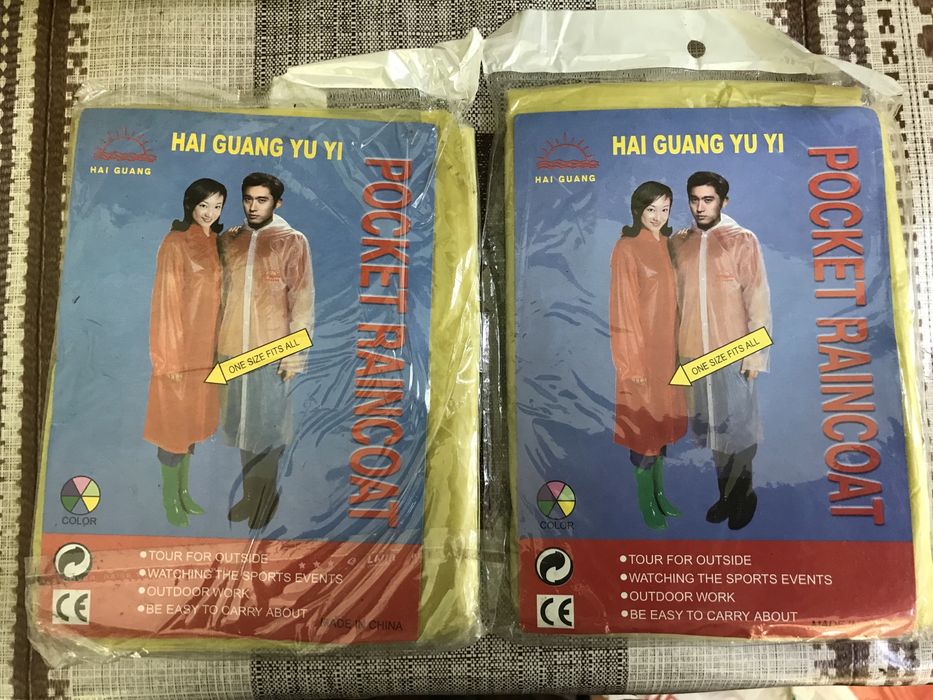 HAI GUANG YU YI
HAI GUANG
POCKET RAINCOAT
ONE SIZE FITS ALL
COLOR
TOUR FOR OUTSIDE
WATCHING THE SPORTS EVENTS
OUTDOOR WORK
BE EASY TO CARRY ABOUT
CE
MADE IN CHINA
HAI GUANG YU YI
HAI GUANG
POCKET RAINCOAT
ONE SIZE FITS ALL
COLOR
TOUR FOR OUTSIDE
WATCHING THE SPORTS EVENTS
OUTDOOR WORK
BE EASY TO CARRY ABOUT
CE
MADE